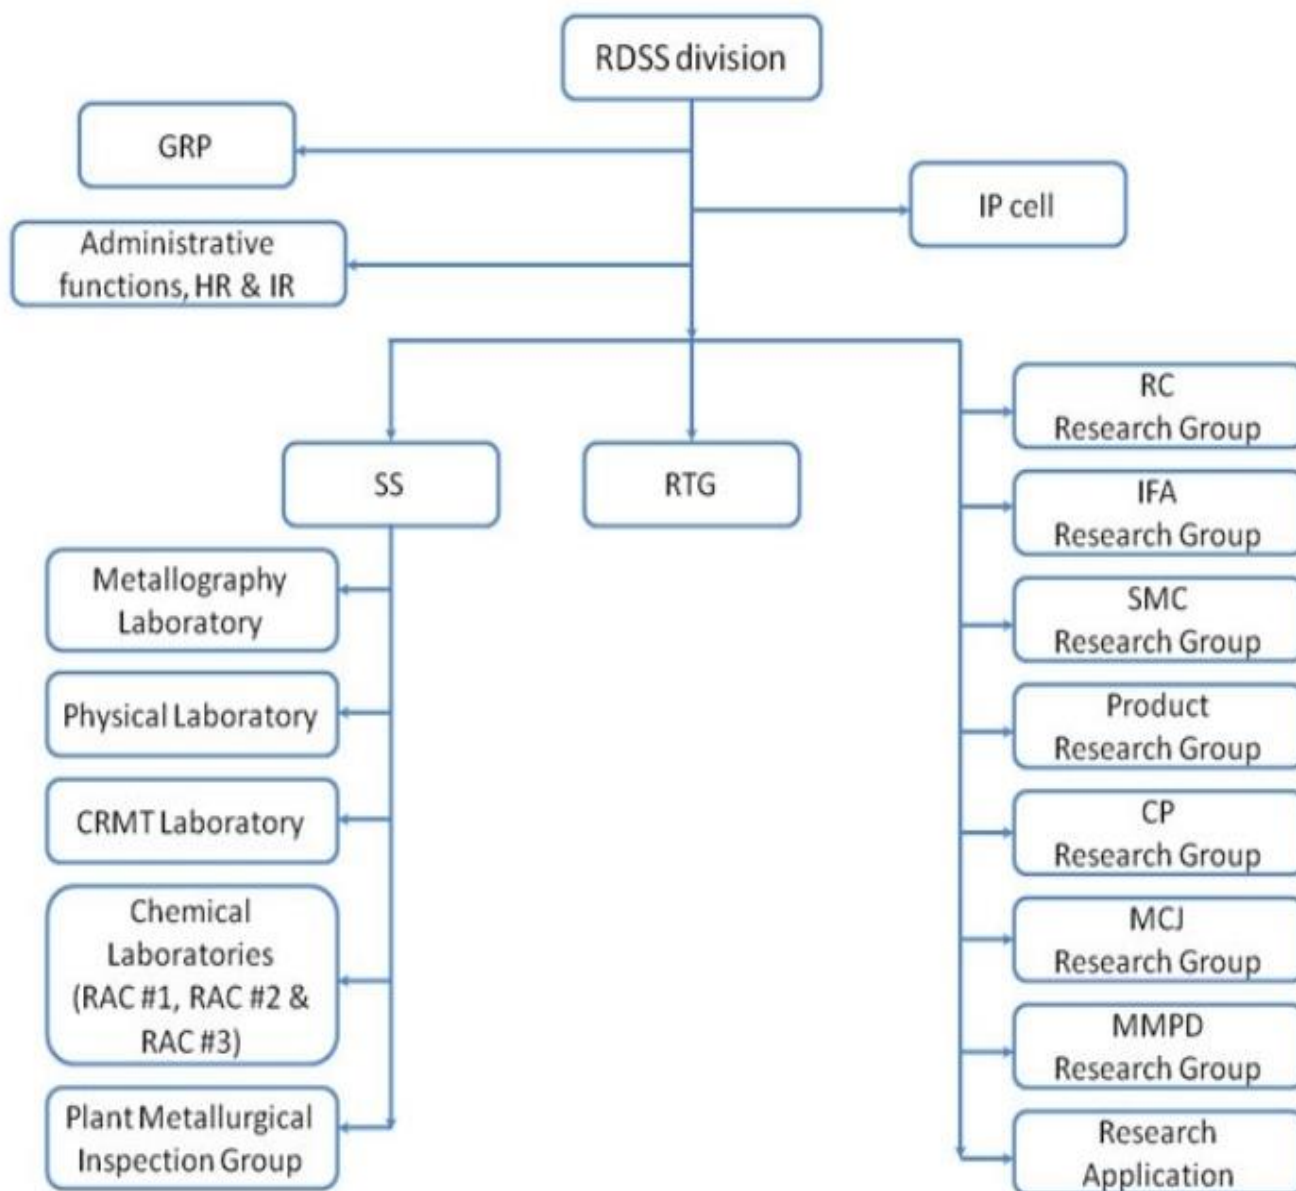 RDSS division
GRP
IP cell
Administrative
functions, HR & IR
SS
RTG
Metallography
Laboratory
Physical Laboratory
CRMT Laboratory
Chemical
Laboratories
(RAC #1, RAC #2 &
RAC #3)
Plant Metallurgical
Inspection Group
RC
Research Group
IFA
Research Group
SMC
Research Group
Product
Research Group
CP
Research Group
MCJ
Research Group
MMPD
Research Group
Research
Application